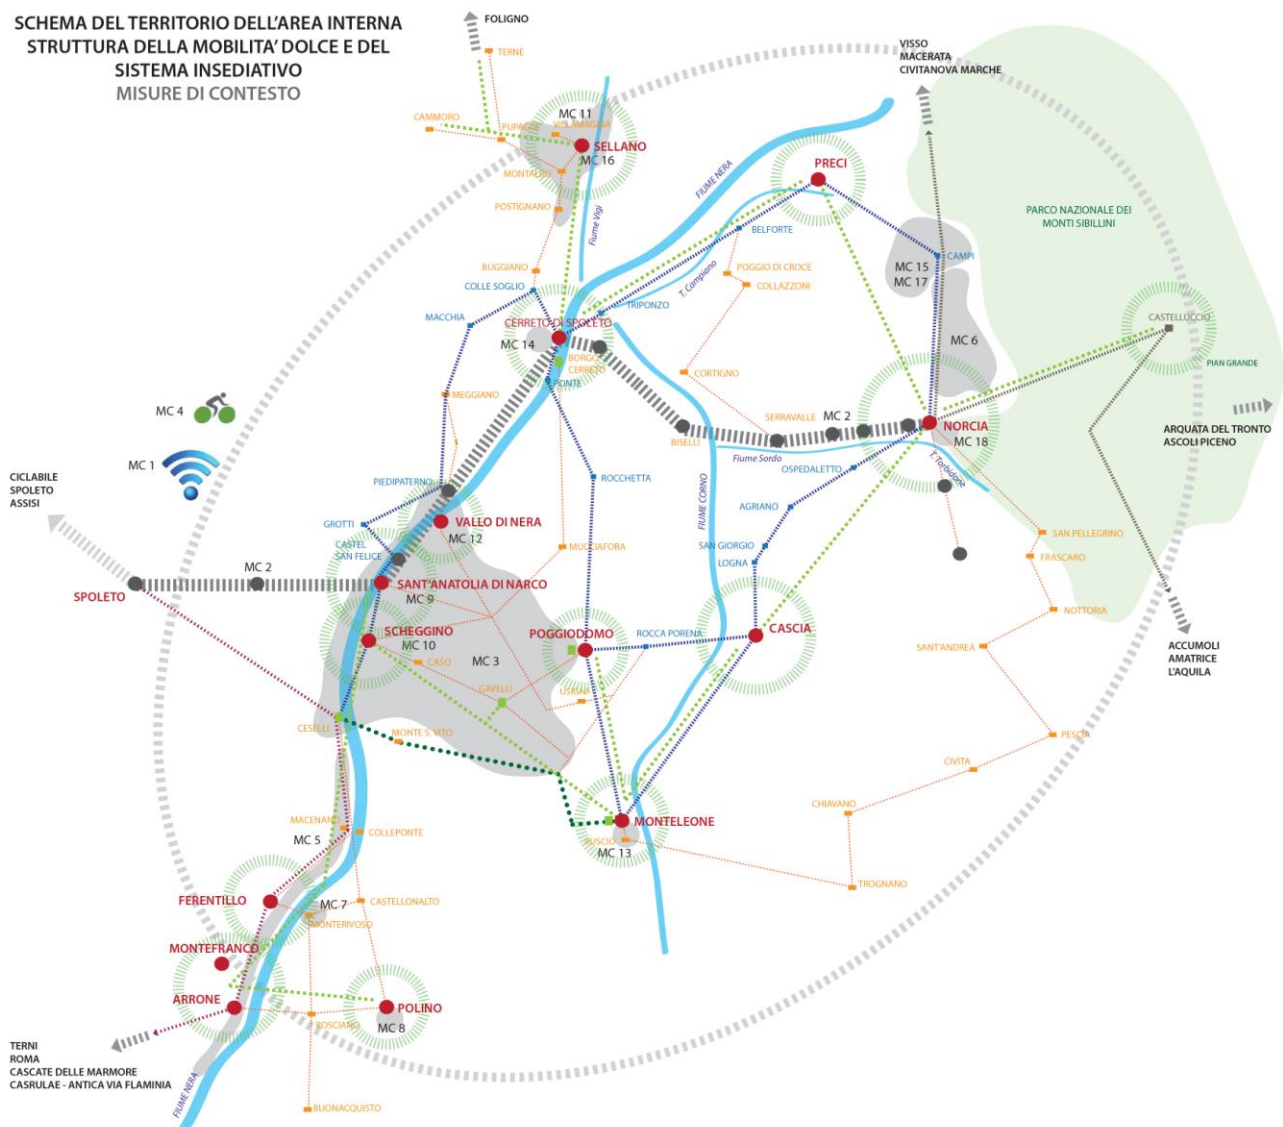 SCHEMA DEL TERRITORIO DELL'AREA INTERNA
STRUTTURA DELLA MOBILITA' DOLCE E DEL
SISTEMA INSEDIATIVO
MISURE DI CONTESTO
FOLIGNO
TERNE
VISSO
MACERATA
CIVITANOVA MARCHE
CAMMORO
PUPAGGI
MC 11
VILLAMAGINA
SELLANO
MC 16
MONTALBO
POSTIGNANO
FIUME NERA
PRECI
PARCO NAZIONALE DEI
MONTI SIBILLINI
Fiume Vigi
BELFORTE
BUGGIANO
COLLE SOGLIO
T. Campiano
POGGIO DI CROCE
COLLAZZONI
CAMPI
MC 15
MC 17
MACCHIA
CERRETO DI SPOLETO
TRIPONZO
MC 14
BORGO
CERRETO
PONTE
MC 6
CASTELLUCCIO
PIAN GRANDE
CORTIGNO
MEGGIANO
MC 4
SERRAVALLE
MC 2
NORCIA
MC 18
ARQUATA DEL TRONTO
ASCOLI PICENO
BISELLI
Fiume Sordo
T. Torbidone
MC 1
CICLABILE
SPOLETO
ASSISI
PIEDIPATERNO
ROCCHETTA
OSPEDALETTO
FIUME CORNO
AGRIANO
GROTTI
VALLO DI NERA
MC 12
CASTEL
SAN FELICE
MUCCIAFORA
SAN GIORGIO
LOGNA
SAN PELLEGRINO
FRASCARO
MC 2
SPOLETO
SANT'ANATOLIA DI NARCO
MC 9
NOTTORIA
SCHEGGINO
MC 10
POGGIODOMO
ROCCA PORENA
CASCIA
SANT'ANDREA
ACCUMOLI
AMATRICE
L'AQUILA
CASO
MC 3
GAVELLI
USIGNI
CESELLI
MONTE S. VITO
PESCIA
CIVITA
CHIAVANO
MACENANO
COLLEPONTE
MC 5
MONTELEONE
RUSCIO
MC 13
TROGNANO
FERENTILLO
MC 7
CASTELLONALTO
MONTERIVOSO
MONTEFRANCO
ARRONE
POLINO
MC 8
ROSCIANO
TERNI
ROMA
CASCATE DELLE MARMORE
CASRULAE - ANTICA VIA FLAMINIA
FIUME NERA
BUONACQUISTO